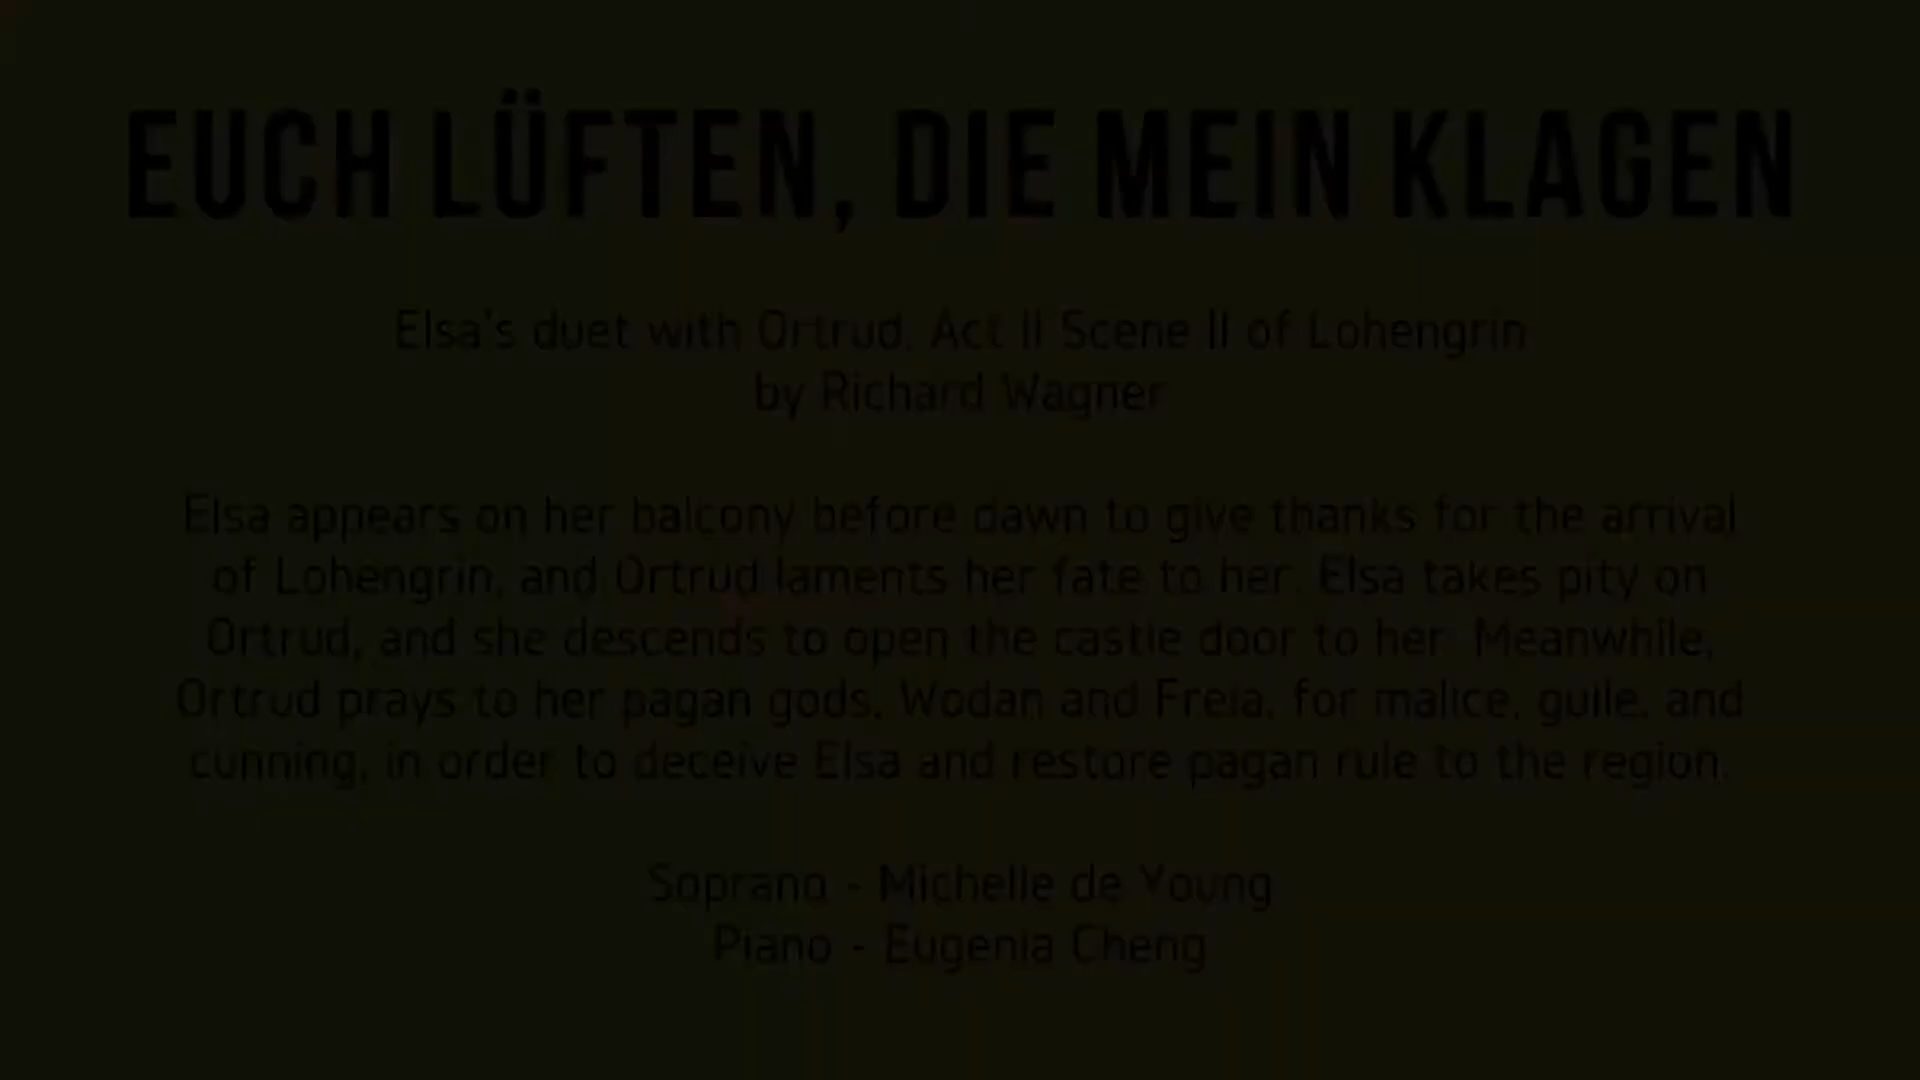 EUCH LÜFTEN, DIE MEIN KLAGEN
Elsa's duet with Ortrud, Act II Scene II of Lohengrin
by Richard Wagner
Elsa appears on her balcony before dawn to give thanks for the arrival
of Lohengrin, and Ortrud laments her fate to her. Elsa takes pity on
Ortrud, and she descends to open the castle door to her. Meanwhile,
Ortrud prays to her pagan gods, Wodan and Freia, for malice, guile, and
cunning, in order to deceive Elsa and restore pagan rule to the region.
Soprano - Michelle de Young
Piano - Eugenia Cheng